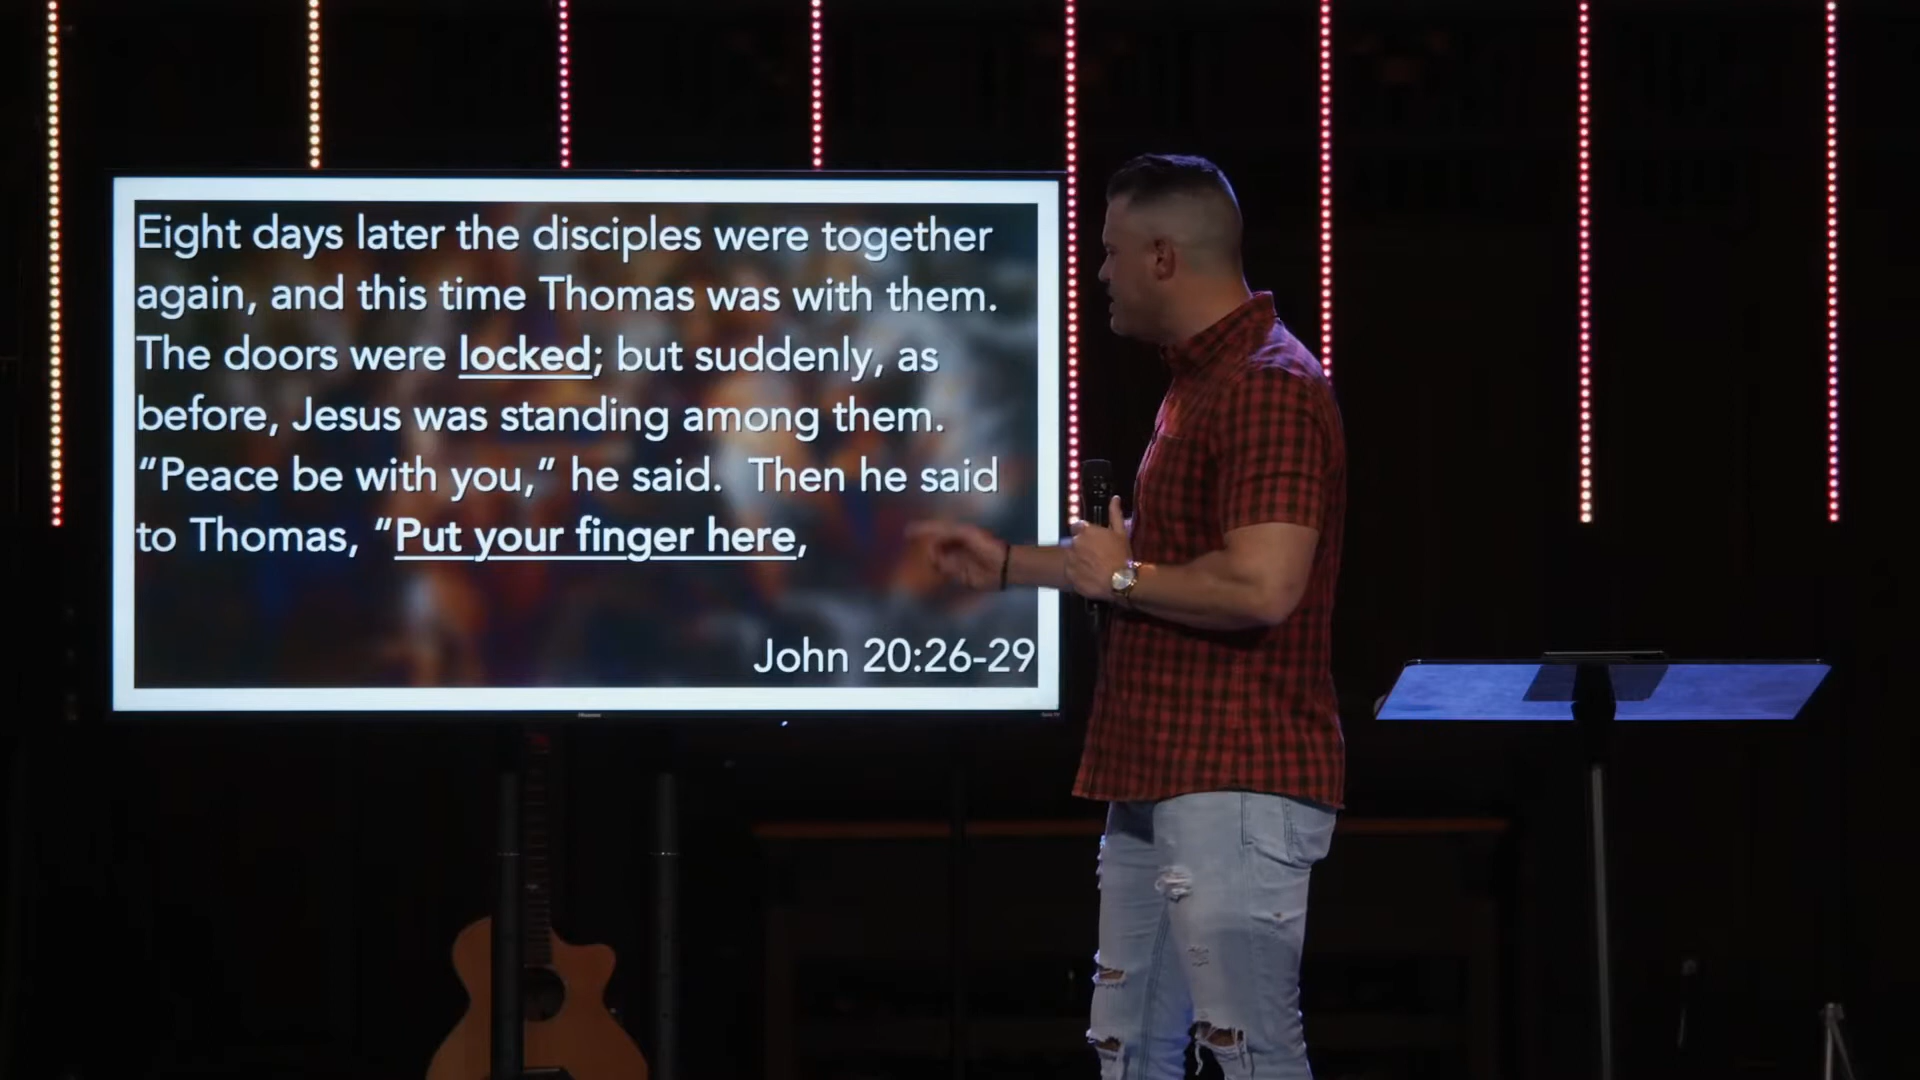 Eight days later the disciples were together
again, and this time Thomas was with them.
The doors were locked; but suddenly, as
before, Jesus was standing among them.
“Peace be with you,” he said. Then he said
to Thomas, “Put your finger here,
John 20:26-29
Hisense